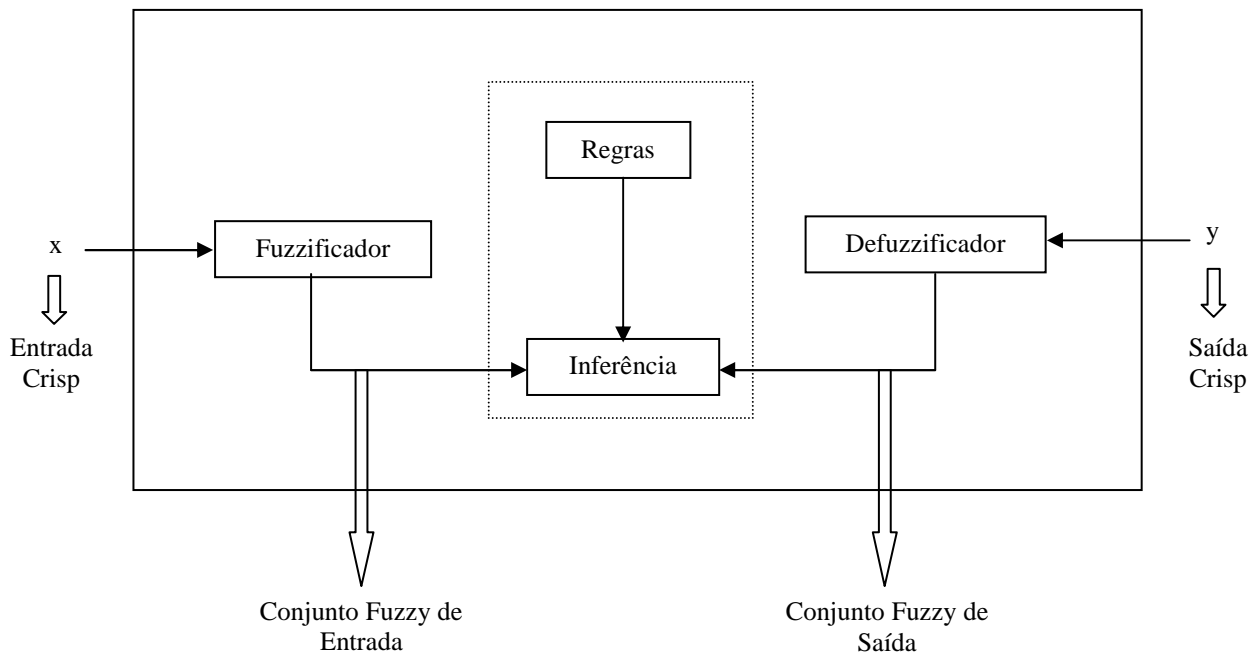 Regras
x
Fuzzificador
Defuzzificador
y
Entrada
Crisp
Inferência
Saída
Crisp
Conjunto Fuzzy de
Entrada
Conjunto Fuzzy de
Saída